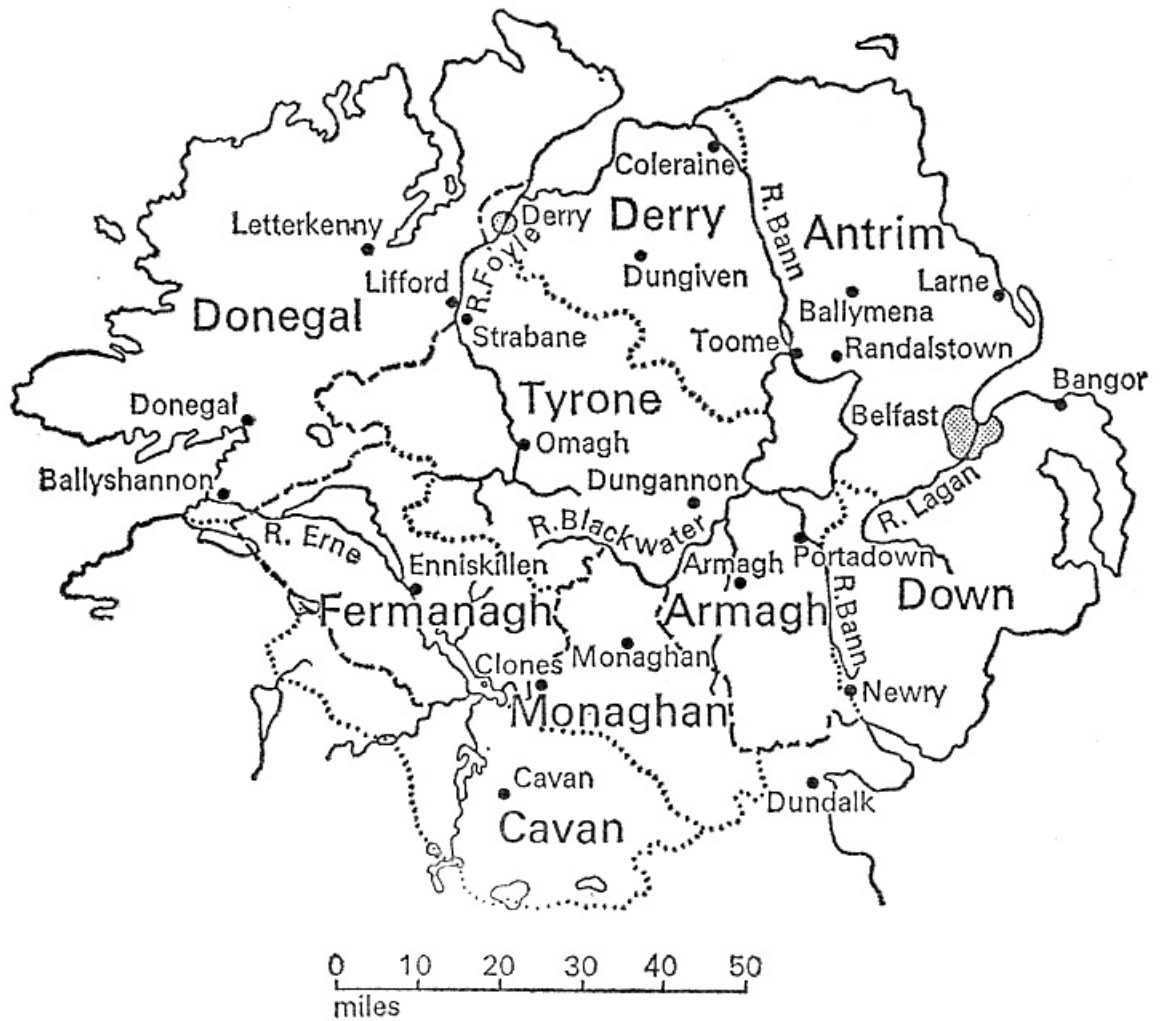 Coleraine
Derry
Derry
Letterkenny
R. Bann
Antrim
R. Foyle
Dungiven
Lifford
Larne
Donegal
Ballymena
Strabane
Toome
Randalstown
Bangor
Tyrone
Donegal
Belfast
Omagh
Ballyshannon
Dungannon
R. Lagan
R. Erne
R. Blackwater
Portadown
Enniskillen
Armagh
Down
Fermanagh
Armagh
R. Bann
Clones
Monaghan
Newry
Monaghan
Cavan
Dundalk
Cavan
0 10 20 30 40 50
miles